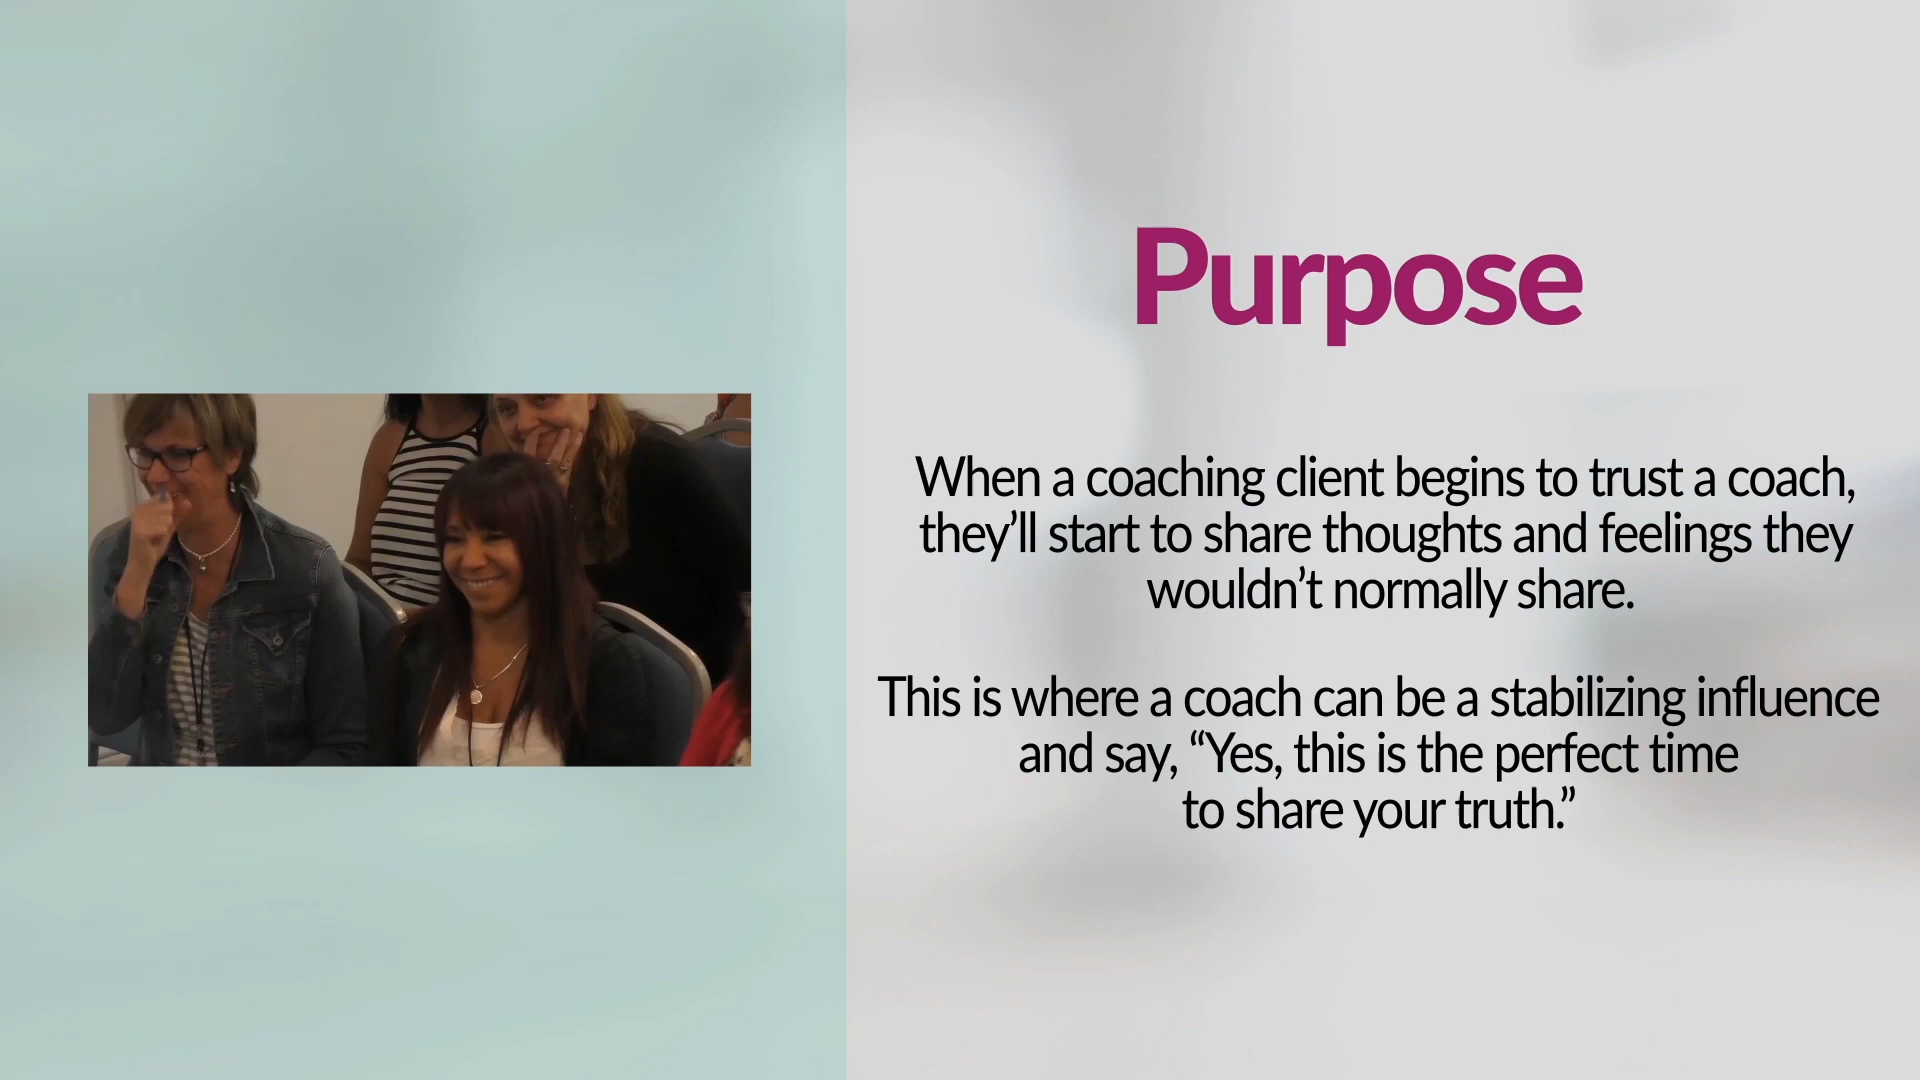 Purpose
When a coaching client begins to trust a coach,
they’ll start to share thoughts and feelings they
wouldn’t normally share.
This is where a coach can be a stabilizing influence
and say, “Yes, this is the perfect time
to share your truth.”